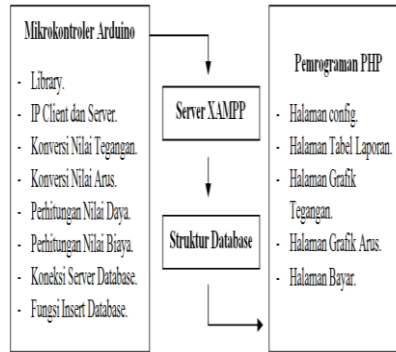 Mikrokontroler Arduino
- Library.
- IP Client dan Server.
- Konversi Nilai Tegangan.
- Konversi Nilai Arus.
- Perhitungan Nilai Daya.
- Perhitungan Nilai Biaya.
- Koneksi Server Database.
- Fungsi Insert Database.
Server XAMPP
Struktur Database
Pemrograman PHP
- Halaman config.
- Halaman Tabel Laporan.
- Halaman Grafik
Tegangan.
- Halaman Grafik Arus.
- Halaman Bayar.